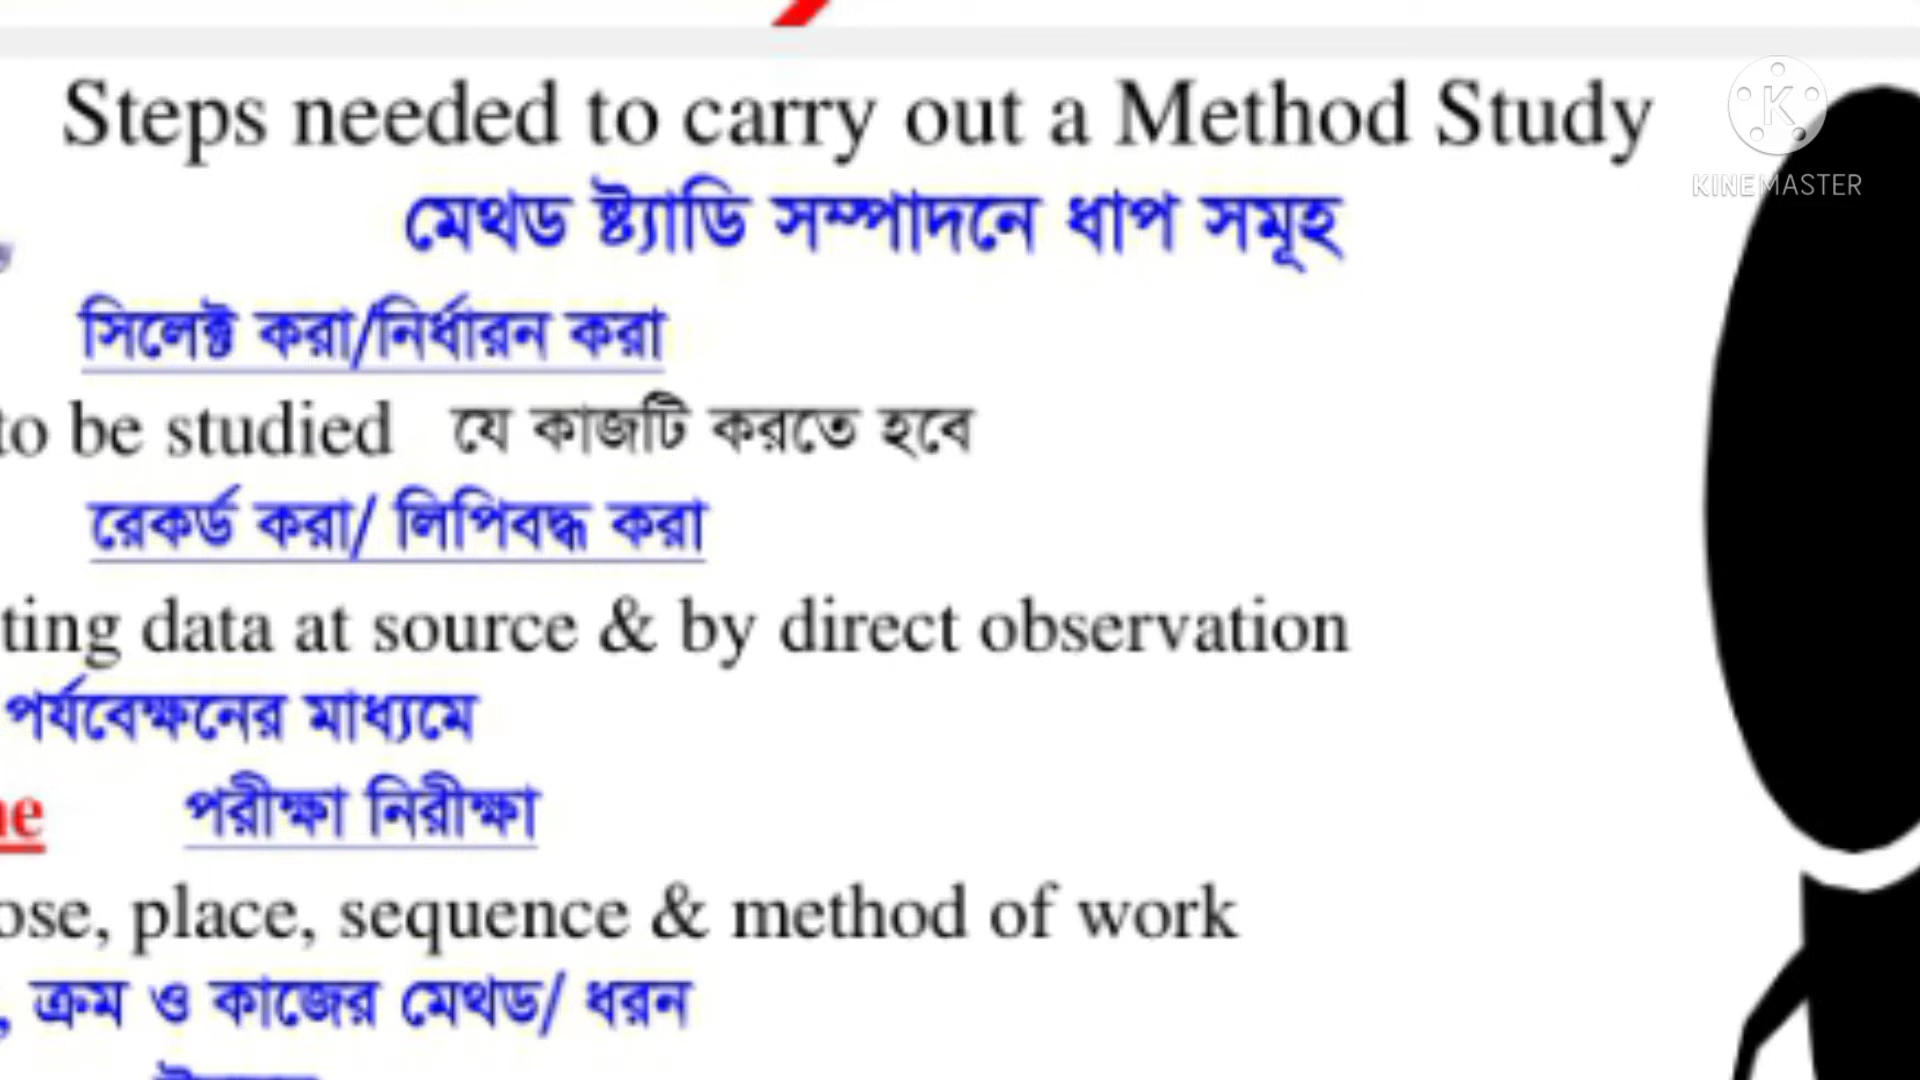 Steps needed to carry out a Method Study
KINEMASTER
মেথড ষ্ট্যাডি সম্পাদনে ধাপ সমূহ
সিলেক্ট করা/নির্ধারন করা
to be studied যে কাজটি করতে হবে
রেকর্ড করা/ লিপিবদ্ধ করা
ting data at source & by direct observation
পর্যবেক্ষনের মাধ্যমে
ne পরীক্ষা নিরীক্ষা
ose, place, sequence & method of work
, ক্রম ও কাজের মেথড/ ধরন